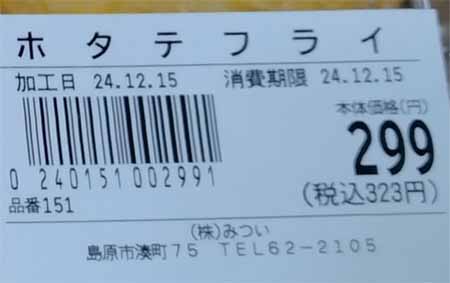 ホタテフライ
加工日 24.12.15 消費期限 24.12.15
本体価格(円)
299
0 240151 002991
(税込323円)
品番151
(株)みつい
島原市湊町75 TEL62-2105